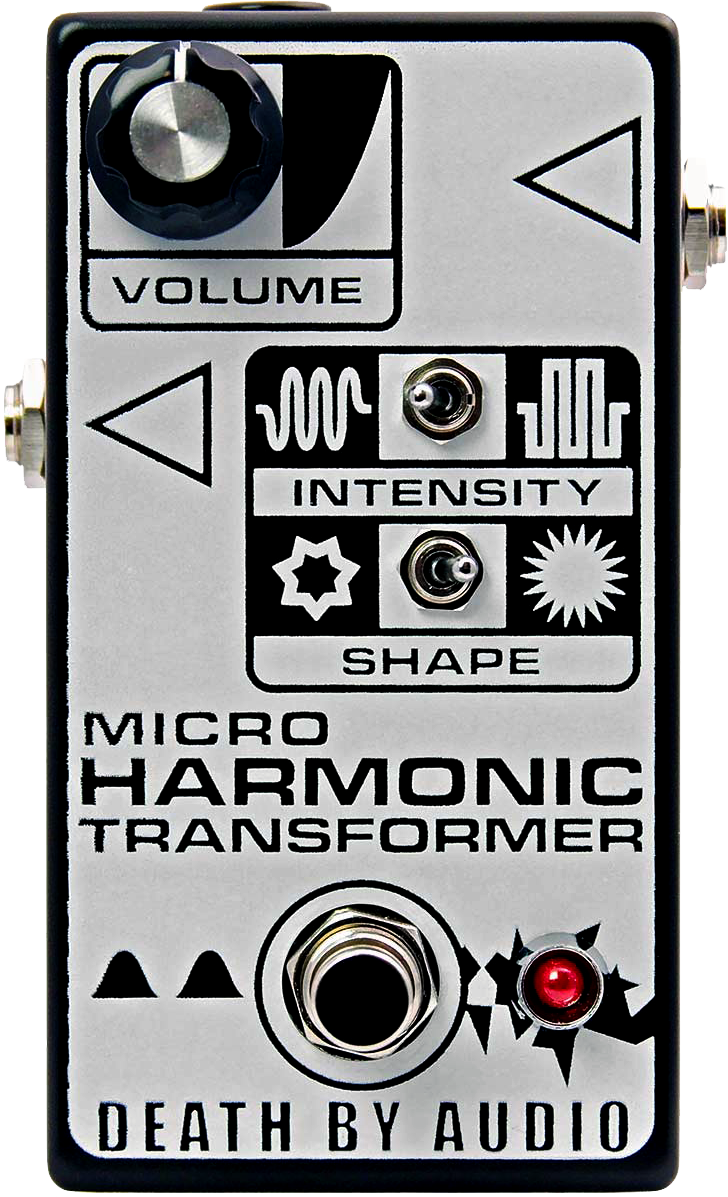 VOLUME
INTENSITY
SHAPE
MICRO
HARMONIC
TRANSFORMER
DEATH BY AUDIO